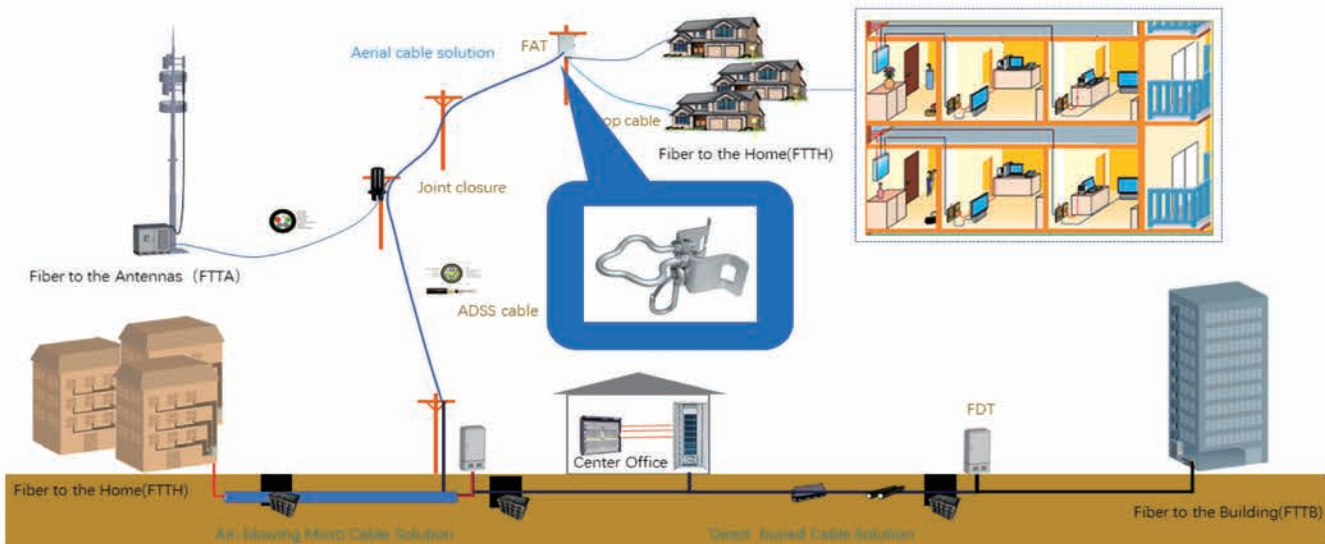 Aerial cable solution
FAT
op cable
Fiber to the Home(FTTH)
Joint closure
Fiber to the Antennas（FTTA）
ADSS cable
FDT
Center Office
Fiber to the Home(FTTH)
Fiber to the Building(FTTB)
Air-blowing Micro Cable Solution
Direct buried Cable Solution